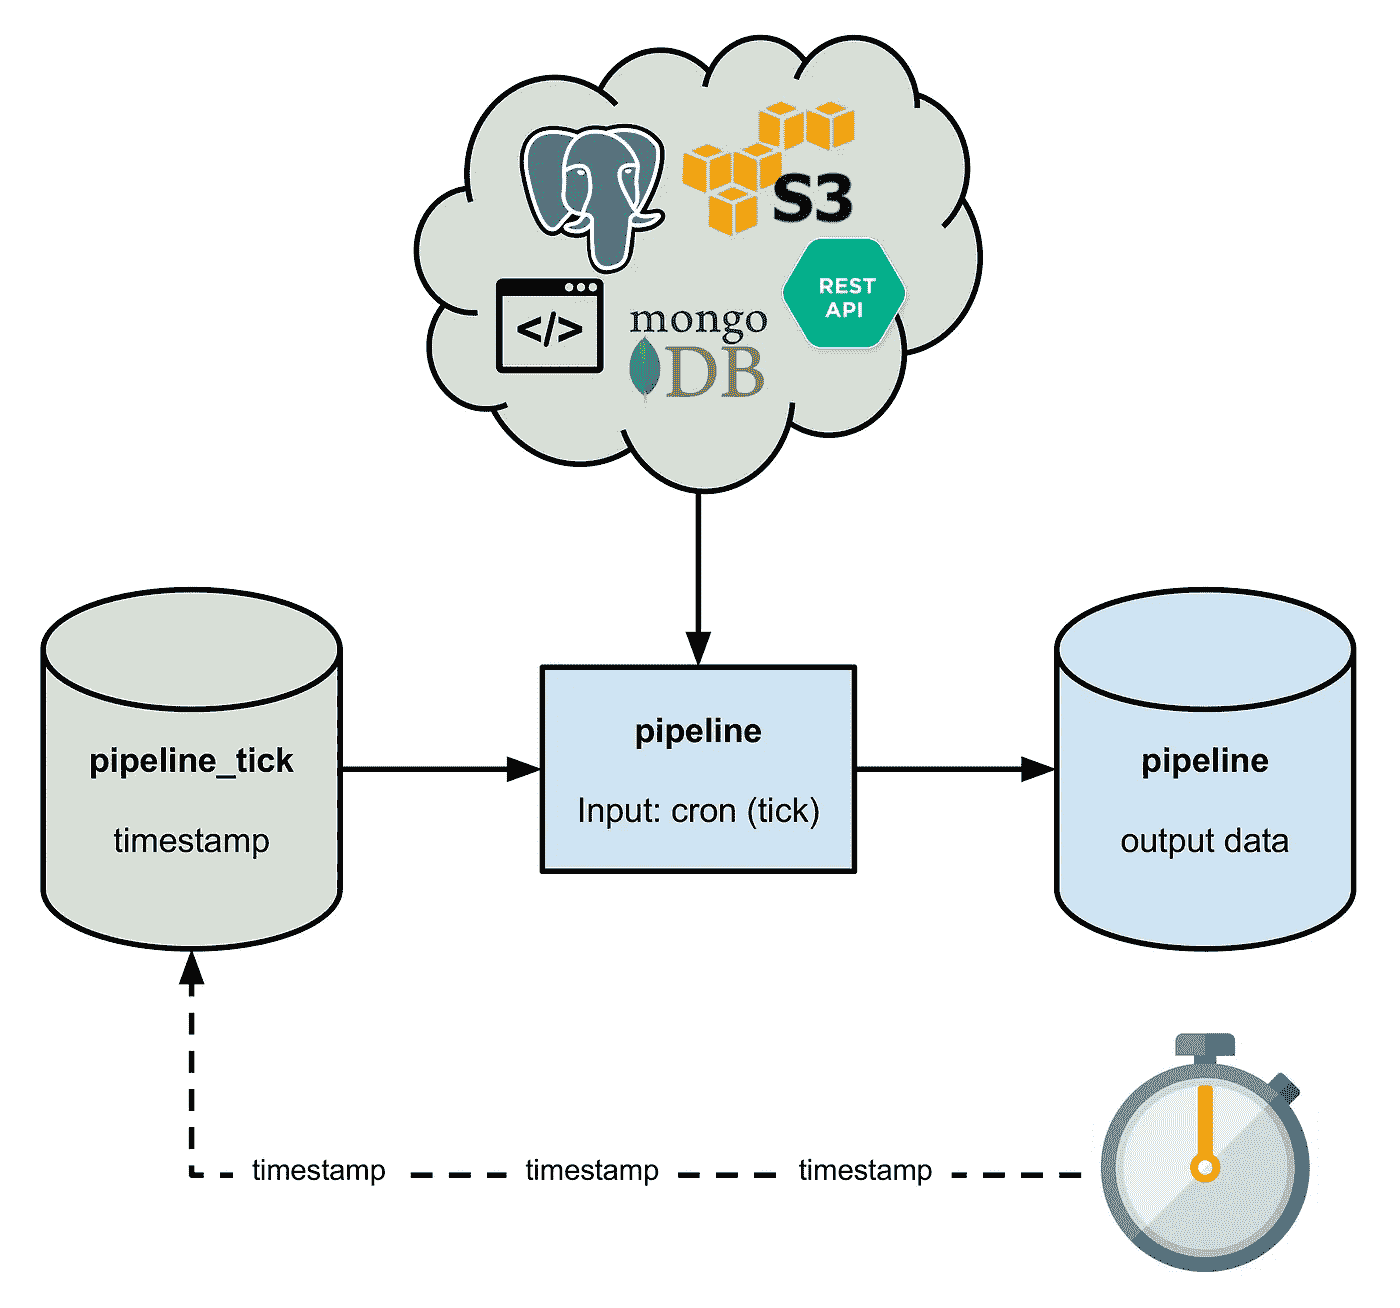 S3
REST
API
</>
mongo
DB
pipeline_tick
timestamp
pipeline
Input: cron (tick)
pipeline
output data
timestamp
timestamp
timestamp